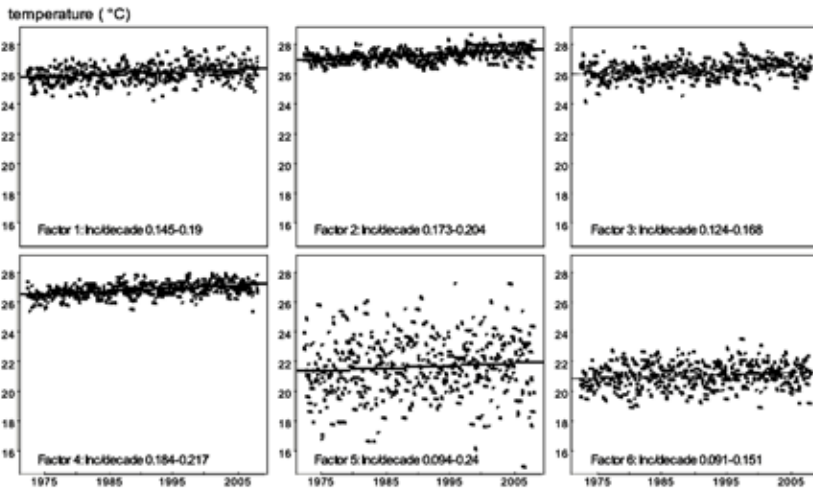 temperature ( °C)
28 28 28
26 26 26
24 24 24
22 22 22
20 20 20
18 18 18
16 16 16
Factor 1: Inc/decade 0.145-0.19 Factor 2: Inc/decade 0.173-0.204 Factor 3: Inc/decade 0.124-0.168
28 28 28
26 26 26
24 24 24
22 22 22
20 20 20
18 18 18
16 16 16
Factor 4: Inc/decade 0.184-0.217 Factor 5: Inc/decade 0.094-0.24 Factor 6: Inc/decade 0.091-0.151
1975 1985 1995 2005 1975 1985 1995 2005 1975 1985 1995 2005